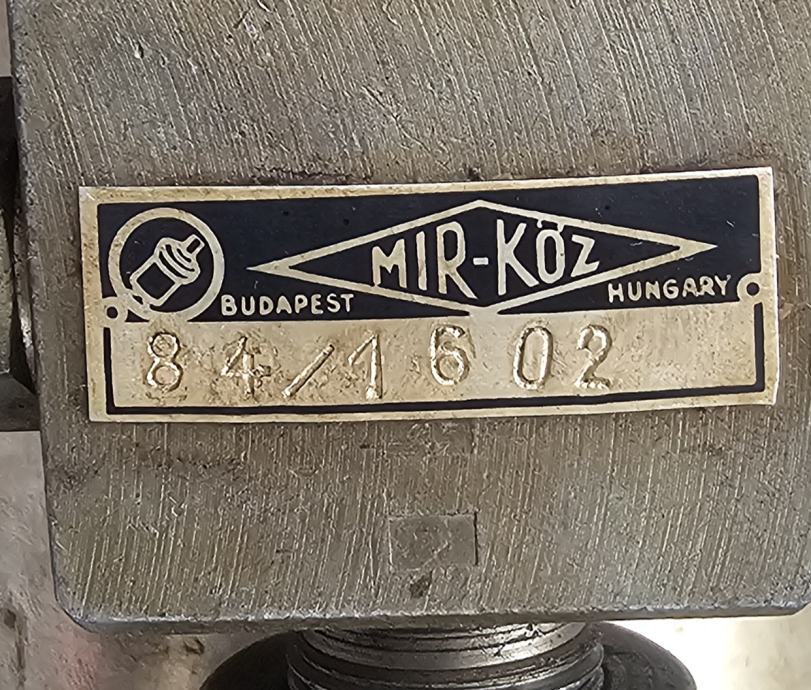 MIR-KÖZ
BUDAPEST HUNGARY
84/1602